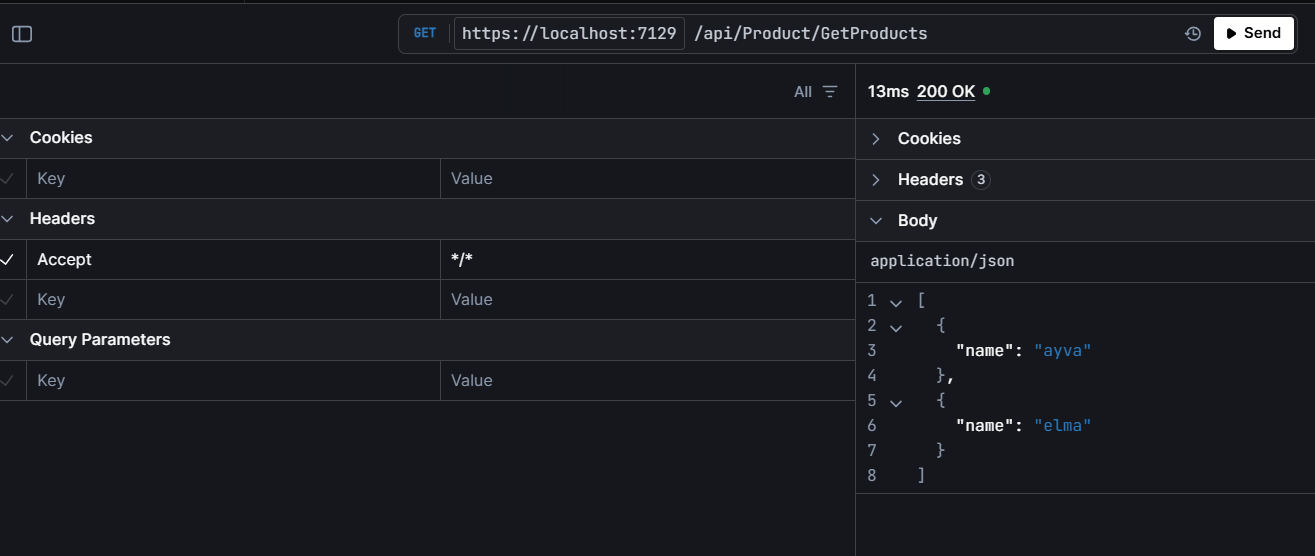 GET https://localhost:7129 /api/Product/GetProducts Send
All
Cookies
Key Value
Headers
Accept */*
Key Value
Query Parameters
Key Value
13ms 200 OK
Cookies
Headers 3
Body
application/json
1 [
2 {
3 "name": "ayva"
4 },
5 {
6 "name": "elma"
7 }
8 ]